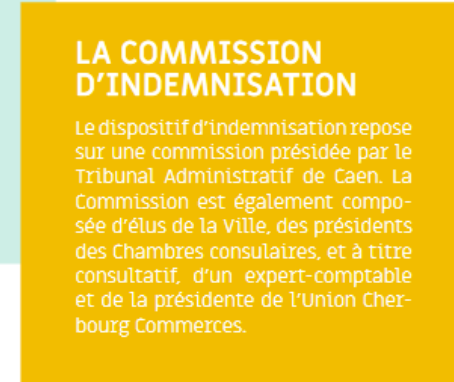 LA COMMISSION
D'INDEMNISATION
Le dispositif d'indemnisation repose
sur une commission présidée par le
Tribunal Administratif de Caen. La
Commission est également compo-
sée d'élus de la Ville, des présidents
des Chambres consulaires, et à titre
consultatif, d'un expert-comptable
et de la présidente de l'Union Cher-
bourg Commerces.